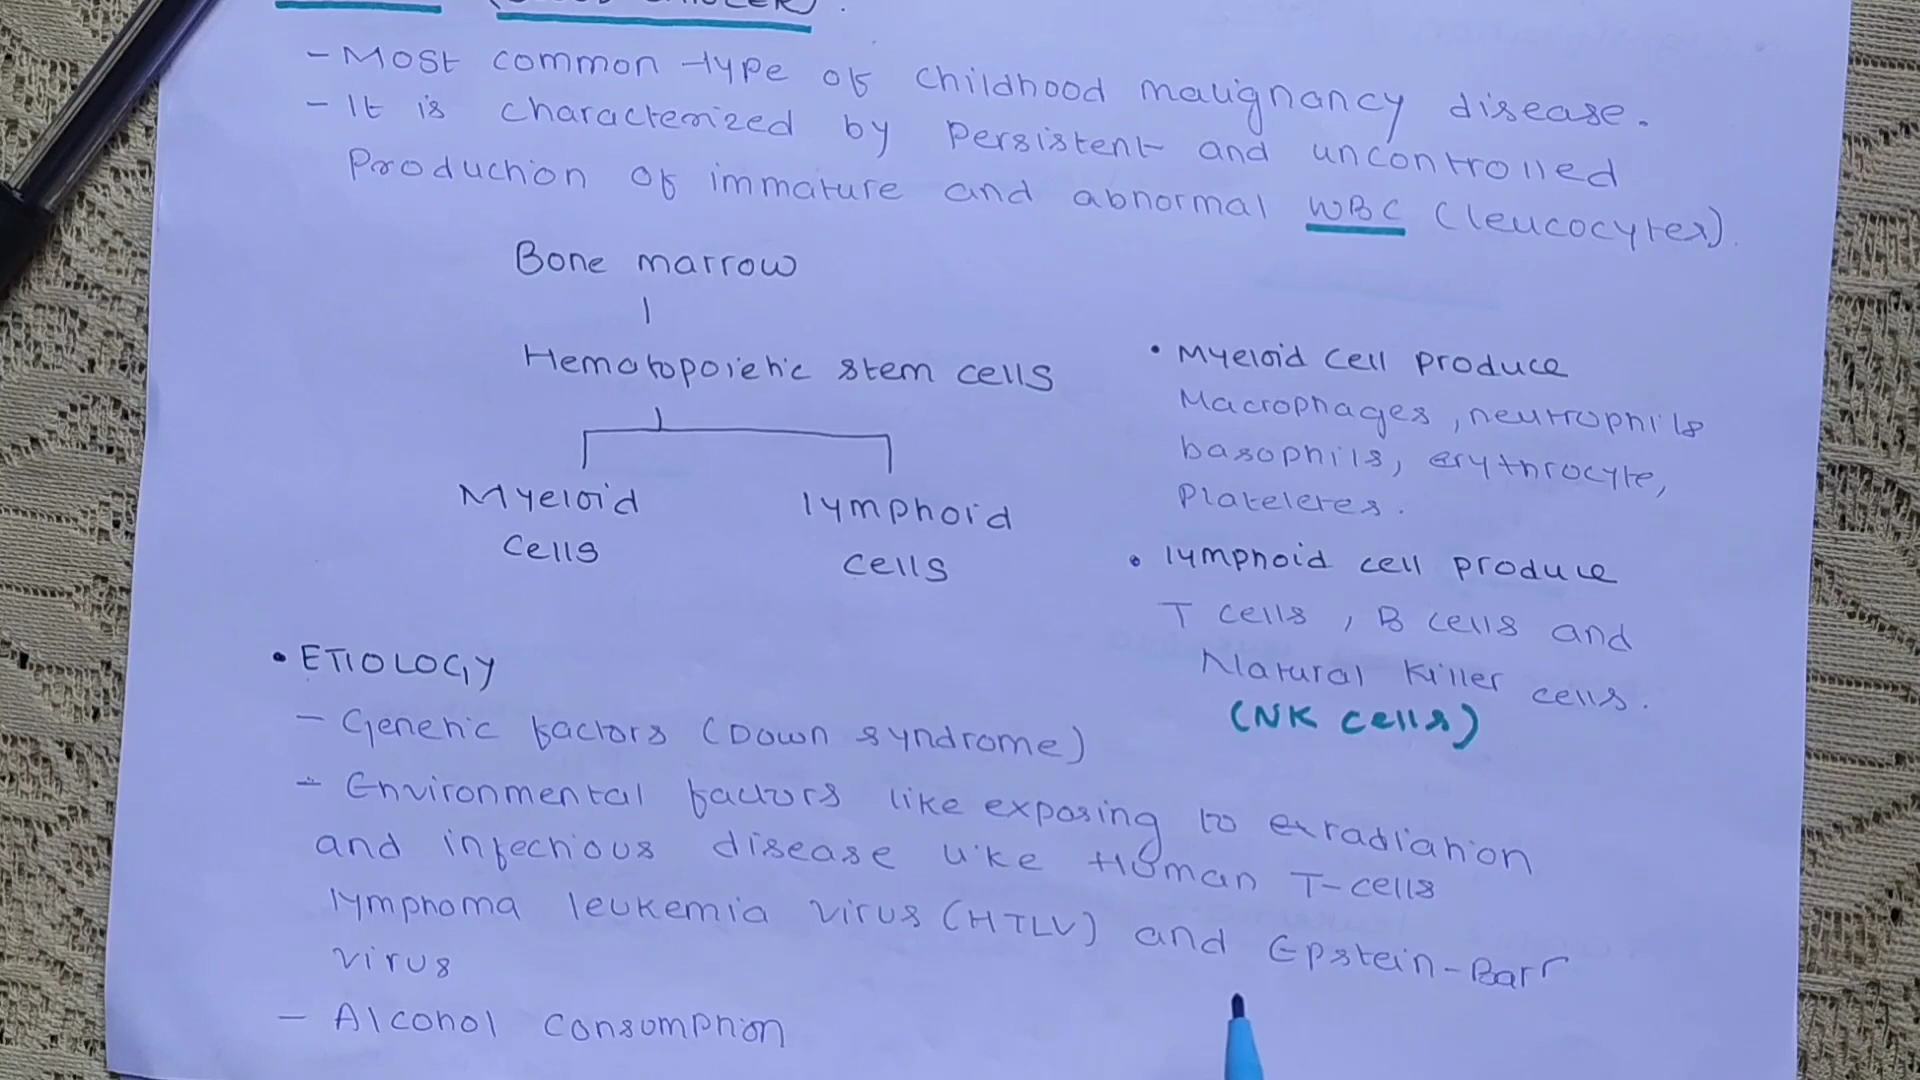 - Most common type of childhood malignancy disease.
- It is characterized by Persistent and uncontrolled
Production of immature and abnormal WBC (leucocytes).
Bone marrow
Hematopoietic stem cells
Myeloid
cells
lymphoid
cells
• Myeloid cell produce
Macrophages, neutrophils
basophils, erythrocyte,
Plateletes.
• lymphoid cell produce
T cells, B cells and
Natural Killer cells.
(NK cells)
• ETIOLOGY
- Genetic factors (Down syndrome)
- Environmental factors like exposing to radiation
and infectious disease like Human T-cells
lymphoma leukemia virus (HTLV) and Epstein-Barr
virus
- Alcohol consumption